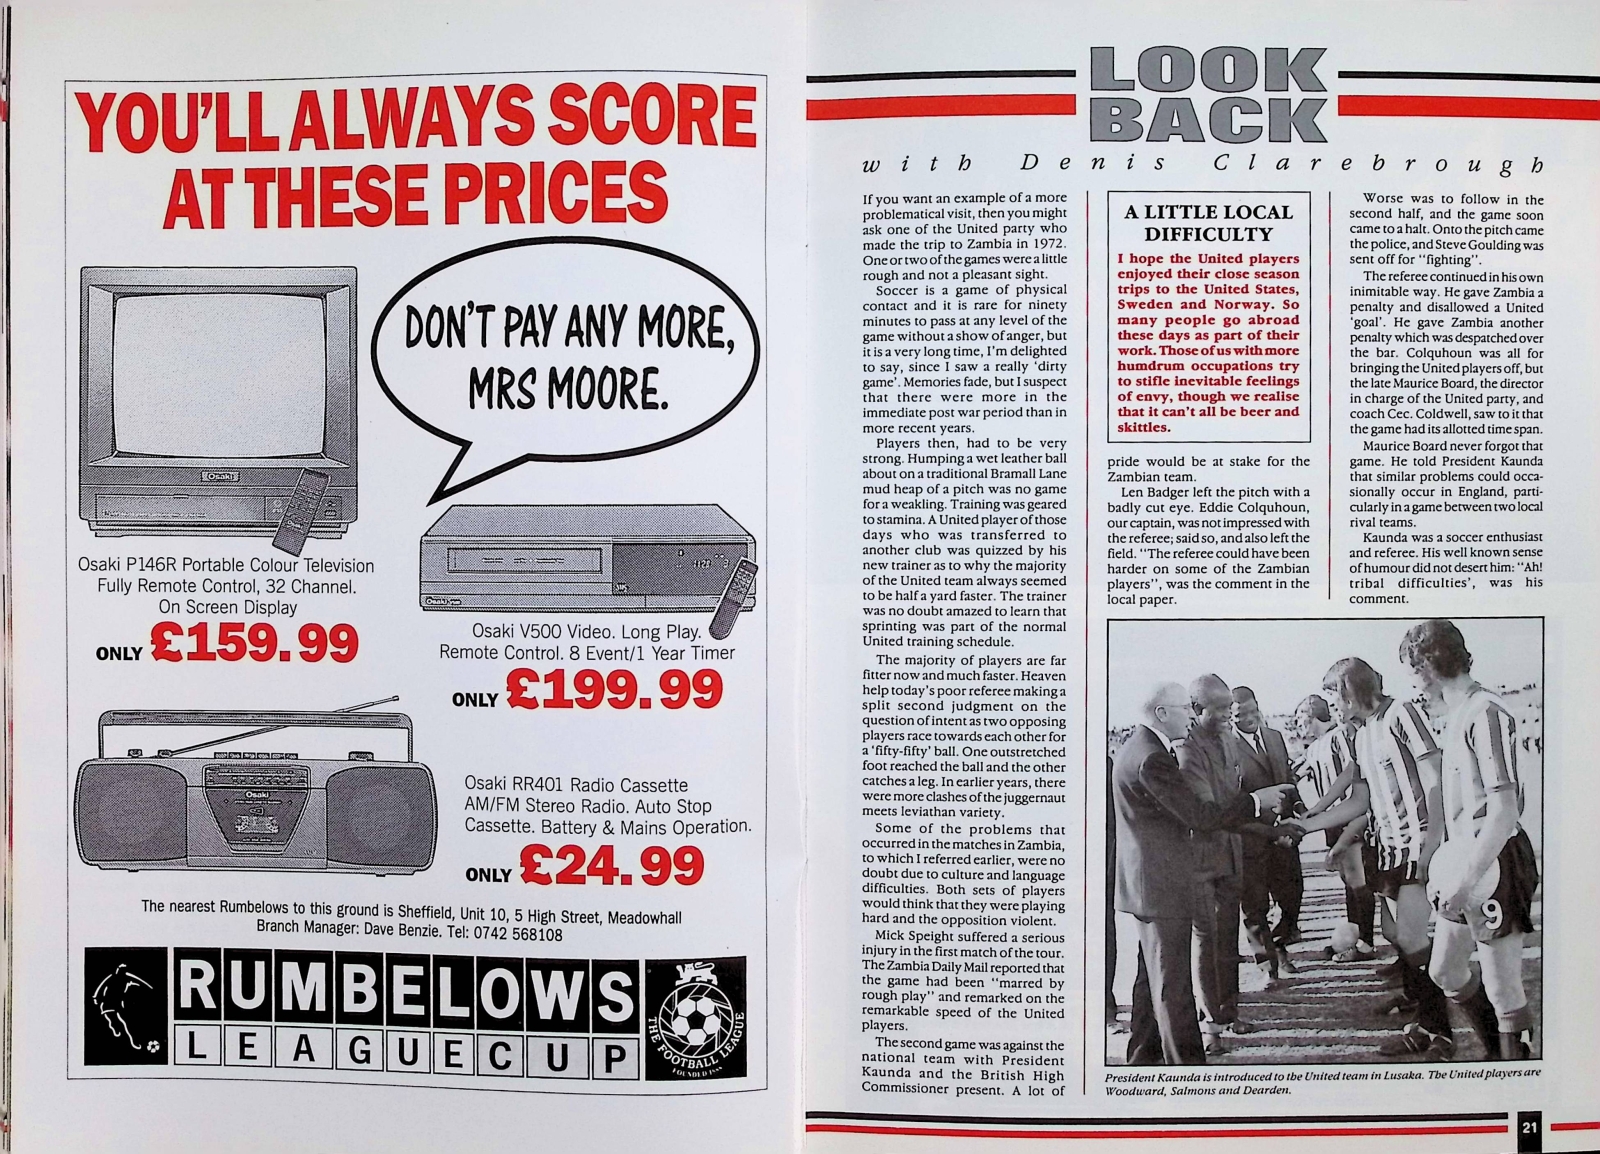 YOU'LL ALWAYS SCORE
AT THESE PRICES
DON'T PAY ANY MORE,
MRS MOORE.
Osaki
Osaki P146R Portable Colour Television
Fully Remote Control, 32 Channel.
On Screen Display
ONLY £159.99
Osaki V500 Video. Long Play.
Remote Control. 8 Event/1 Year Timer
ONLY £199.99
Osaki
Osaki RR401 Radio Cassette
AM/FM Stereo Radio. Auto Stop
Cassette. Battery & Mains Operation.
ONLY £24.99
The nearest Rumbelows to this ground is Sheffield, Unit 10, 5 High Street, Meadowhall
Branch Manager: Dave Benzie. Tel: 0742 568108
RUMBELOWS
LEAGUE CUP
THE FOOTBALL LEAGUE
FOUNDED 1888
LOOK
BACK
with Denis Clarebrough
If you want an example of a more
problematical visit, then you might
ask one of the United party who
made the trip to Zambia in 1972.
One or two of the games were a little
rough and not a pleasant sight.
Soccer is a game of physical
contact and it is rare for ninety
minutes to pass at any level of the
game without a show of anger, but
it is a very long time, I'm delighted
to say, since I saw a really 'dirty
game'. Memories fade, but I suspect
that there were more in the
immediate post war period than in
more recent years.
Players then, had to be very
strong. Humping a wet leather ball
about on a traditional Bramall Lane
mud heap of a pitch was no game
for a weakling. Training was geared
to stamina. A United player of those
days who was transferred to
another club was quizzed by his
new trainer as to why the majority
of the United team always seemed
to be half a yard faster. The trainer
was no doubt amazed to learn that
sprinting was part of the normal
United training schedule.
The majority of players are far
fitter now and much faster. Heaven
help today's poor referee making a
split second judgment on the
question of intent as two opposing
players race towards each other for
a 'fifty-fifty' ball. One outstretched
foot reached the ball and the other
catches a leg. In earlier years, there
were more clashes of the juggernaut
meets leviathan variety.
Some of the problems that
occurred in the matches in Zambia,
to which I referred earlier, were no
doubt due to culture and language
difficulties. Both sets of players
would think that they were playing
hard and the opposition violent.
Mick Speight suffered a serious
injury in the first match of the tour.
The Zambia Daily Mail reported that
the game had been "marred by
rough play" and remarked on the
remarkable speed of the United
players.
The second game was against the
national team with President
Kaunda and the British High
Commissioner present. A lot of
A LITTLE LOCAL
DIFFICULTY
I hope the United players
enjoyed their close season
trips to the United States,
Sweden and Norway. So
many people go abroad
these days as part of their
work. Those of us with more
humdrum occupations try
to stifle inevitable feelings
of envy, though we realise
that it can't all be beer and
skittles.
pride would be at stake for the
Zambian team.
Len Badger left the pitch with a
badly cut eye. Eddie Colquhoun,
our captain, was not impressed with
the referee; said so, and also left the
field. "The referee could have been
harder on some of the Zambian
players", was the comment in the
local paper.
Worse was to follow in the
second half, and the game soon
came to a halt. Onto the pitch came
the police, and Steve Goulding was
sent off for "fighting".
The referee continued in his own
inimitable way. He gave Zambia a
penalty and disallowed a United
'goal'. He gave Zambia another
penalty which was despatched over
the bar. Colquhoun was all for
bringing the United players off, but
the late Maurice Board, the director
in charge of the United party, and
coach Cec. Coldwell, saw to it that
the game had its allotted time span.
Maurice Board never forgot that
game. He told President Kaunda
that similar problems could occa-
sionally occur in England, parti-
cularly in a game between two local
rival teams.
Kaunda was a soccer enthusiast
and referee. His well known sense
of humour did not desert him: "Ah!
tribal difficulties', was his
comment.
9
President Kaunda is introduced to the United team in Lusaka. The United players are
Woodward, Salmons and Dearden.
21